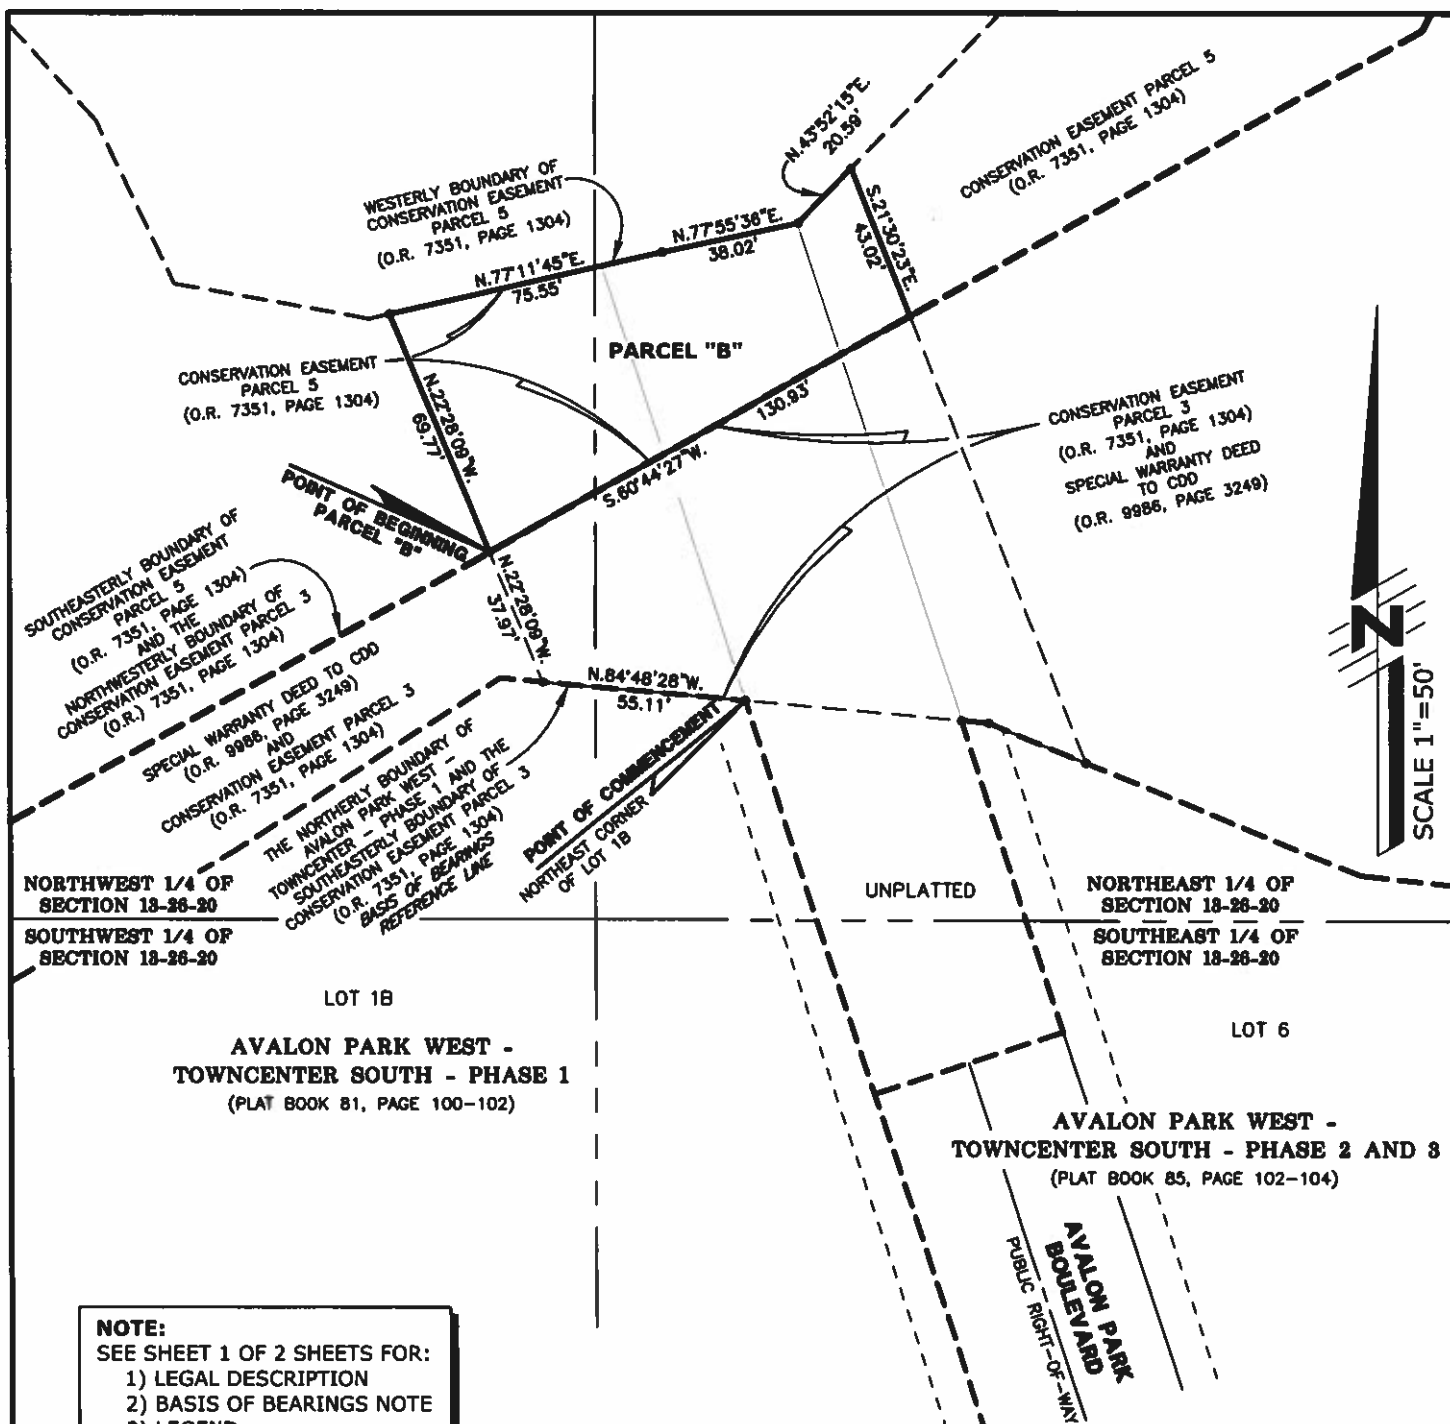 N.43°52'15"E.
20.59'
CONSERVATION EASEMENT PARCEL 5
(O.R. 7351, PAGE 1304)
WESTERLY BOUNDARY OF
CONSERVATION EASEMENT
PARCEL 5
(O.R. 7351, PAGE 1304)
N.77°55'36"E.
38.02'
S.21°30'23"E.
43.02'
N.77°11'45"E.
75.55'
PARCEL "B"
CONSERVATION EASEMENT
PARCEL 5
(O.R. 7351, PAGE 1304)
N.22°28'09"W.
69.77'
130.93'
S.60°44'27"W.
CONSERVATION EASEMENT
PARCEL 3
(O.R. 7351, PAGE 1304)
AND
SPECIAL WARRANTY DEED
TO CDD
(O.R. 9986, PAGE 3249)
POINT OF BEGINNING
PARCEL "B"
SOUTHEASTERLY BOUNDARY OF
CONSERVATION EASEMENT
PARCEL 5
(O.R. 7351, PAGE 1304)
AND THE
NORTHWESTERLY BOUNDARY OF
CONSERVATION EASEMENT PARCEL 3
(O.R.) 7351, PAGE 1304)
N.22°28'09"W.
37.97'
N
SCALE 1"=50'
N.84°48'28"W.
55.11'
SPECIAL WARRANTY DEED TO CDD
(O.R. 9986, PAGE 3249)
AND
CONSERVATION EASEMENT PARCEL 3
(O.R. 7351, PAGE 1304)
THE NORTHERLY BOUNDARY OF
AVALON PARK WEST -
TOWNCENTER - PHASE 1 AND THE
SOUTHEASTERLY BOUNDARY OF
CONSERVATION EASEMENT PARCEL 3
(O.R. 7351, PAGE 1304)
BASIS OF BEARINGS
REFERENCE LINE
POINT OF COMMENCEMENT
NORTHEAST CORNER
OF LOT 1B
UNPLATTED
NORTHWEST 1/4 OF
SECTION 13-26-20
NORTHEAST 1/4 OF
SECTION 13-26-20
SOUTHWEST 1/4 OF
SECTION 13-26-20
SOUTHEAST 1/4 OF
SECTION 13-26-20
LOT 1B
LOT 6
AVALON PARK WEST -
TOWNCENTER SOUTH - PHASE 1
(PLAT BOOK 81, PAGE 100-102)
AVALON PARK WEST -
TOWNCENTER SOUTH - PHASE 2 AND 3
(PLAT BOOK 85, PAGE 102-104)
AVALON PARK
BOULEVARD
PUBLIC RIGHT-OF-WAY
NOTE:
SEE SHEET 1 OF 2 SHEETS FOR:
1) LEGAL DESCRIPTION
2) BASIS OF BEARINGS NOTE
3) LEGEND